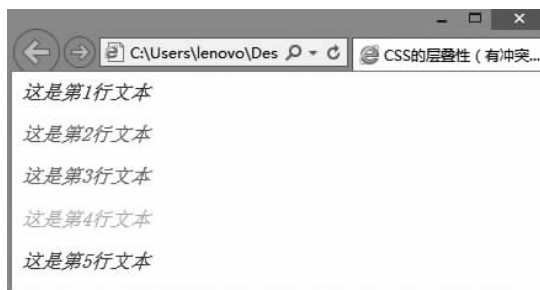 C:\Users\lenovo\Des
CSS的层叠性（有冲突...
这是第1行文本
这是第2行文本
这是第3行文本
这是第4行文本
这是第5行文本